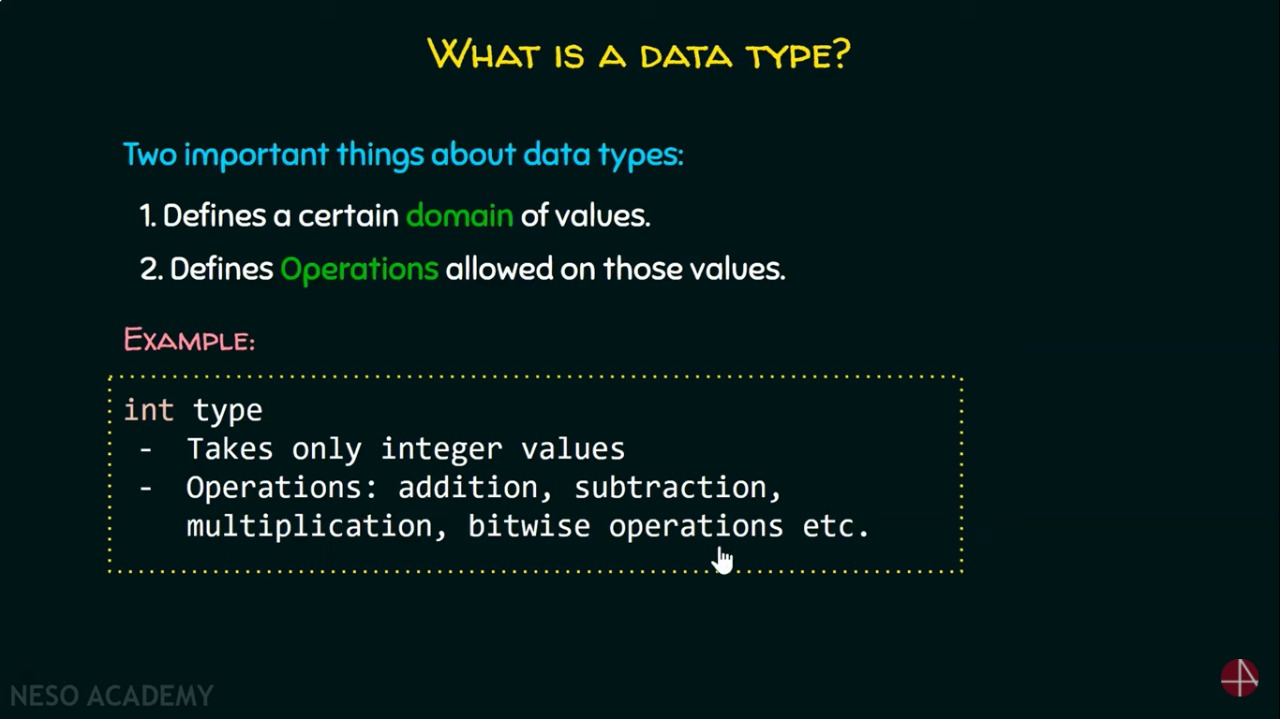 WHAT IS A DATA TYPE?
Two important things about data types:
1. Defines a certain domain of values.
2. Defines Operations allowed on those values.
EXAMPLE:
int type
- Takes only integer values
- Operations: addition, subtraction,
multiplication, bitwise operations etc.
NESO ACADEMY